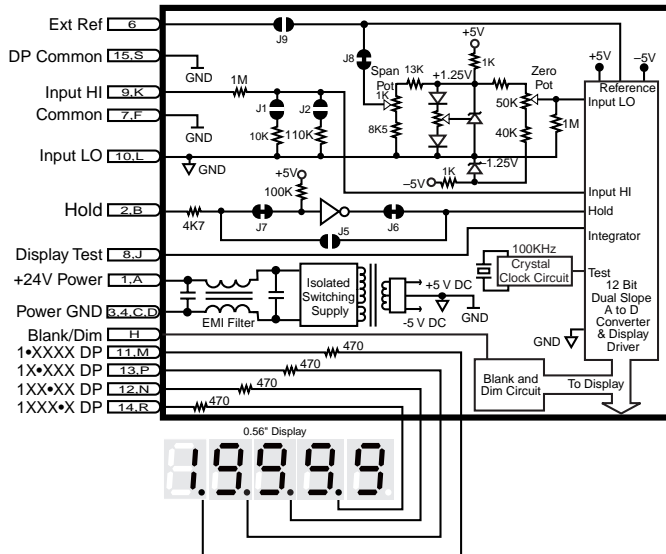 Ext Ref 6
J9
DP Common 15,S
GND
J8
+5V
1K
+5V
–5V
Span Pot
13K
+1.25V
Zero Pot
Reference
Input HI 9,K
1M
1K
50K
Input LO
Common 7,F
GND
J1
J2
10K
110K
8K5
40K
1M
Input LO 10,L
GND
–1.25V
+5V
–5V
1K
100K
Input HI
Hold 2,B
4K7
J7
J6
J5
Hold
Integrator
Display Test 8,J
100KHz
Crystal Clock Circuit
Test
+24V Power 1,A
Isolated Switching Supply
+5 V DC
GND
-5 V DC
12 Bit
Dual Slope
A to D
Converter
& Display
Driver
Power GND 3,4,C,D
EMI Filter
GND
Blank/Dim H
1•XXXX DP 11,M
470
1X•XXX DP 13,P
470
1XX•XX DP 12,N
470
1XXX•X DP 14,R
470
Blank and Dim Circuit
To Display
0.56" Display
1.9.9.9.9